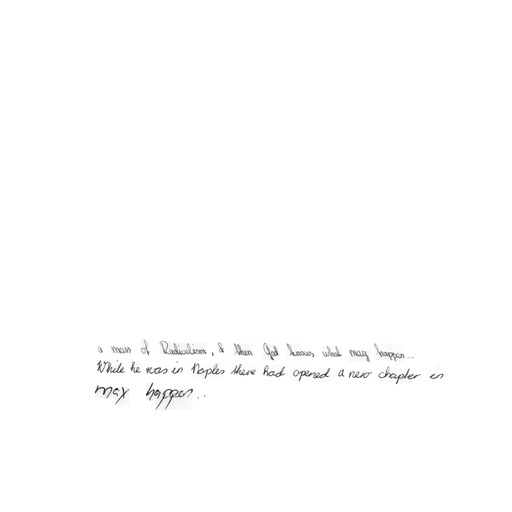 a mass of Radicalism, & then God knows what may happen...
While he was in Naples there had opened a new chapter in
may happen..